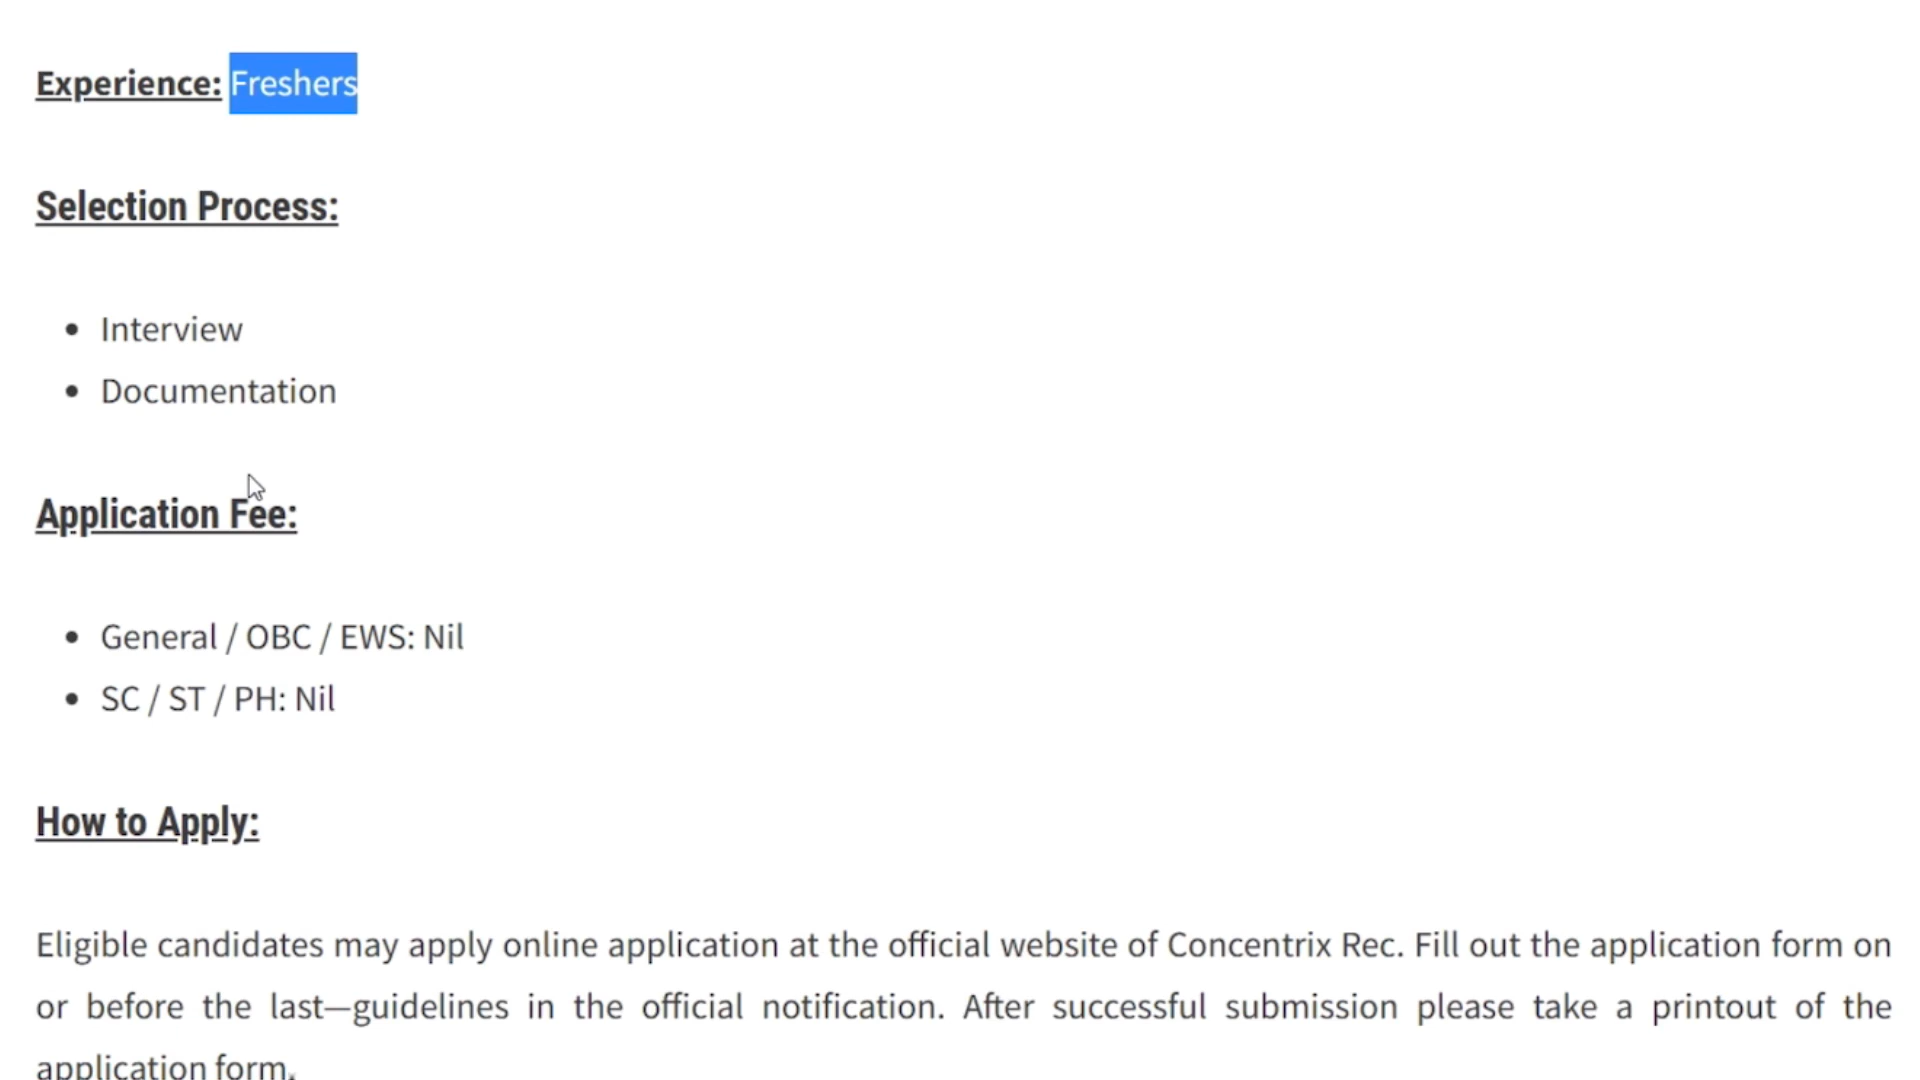 Experience: Freshers
Selection Process:
Interview
Documentation
Application Fee:
General / OBC / EWS: Nil
SC / ST / PH: Nil
How to Apply:
Eligible candidates may apply online application at the official website of Concentrix Rec. Fill out the application form on
or before the last—guidelines in the official notification. After successful submission please take a printout of the
application form.